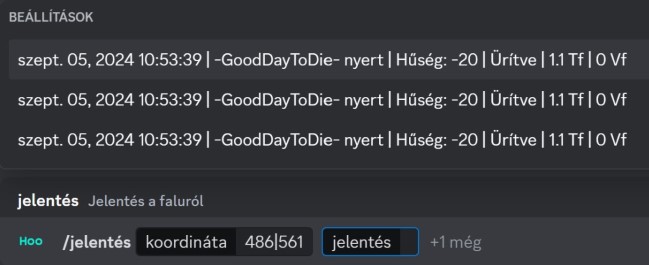 BEÁLLÍTÁSOK
szept. 05, 2024 10:53:39 | -GoodDayToDie- nyert | Hűség: -20 | Ürítve | 1.1 Tf | 0 Vf
szept. 05, 2024 10:53:39 | -GoodDayToDie- nyert | Hűség: -20 | Ürítve | 1.1 Tf | 0 Vf
szept. 05, 2024 10:53:39 | -GoodDayToDie- nyert | Hűség: -20 | Ürítve | 1.1 Tf | 0 Vf
jelentés Jelentés a faluról
Hoo /jelentés koordináta 486|561 jelentés +1 még